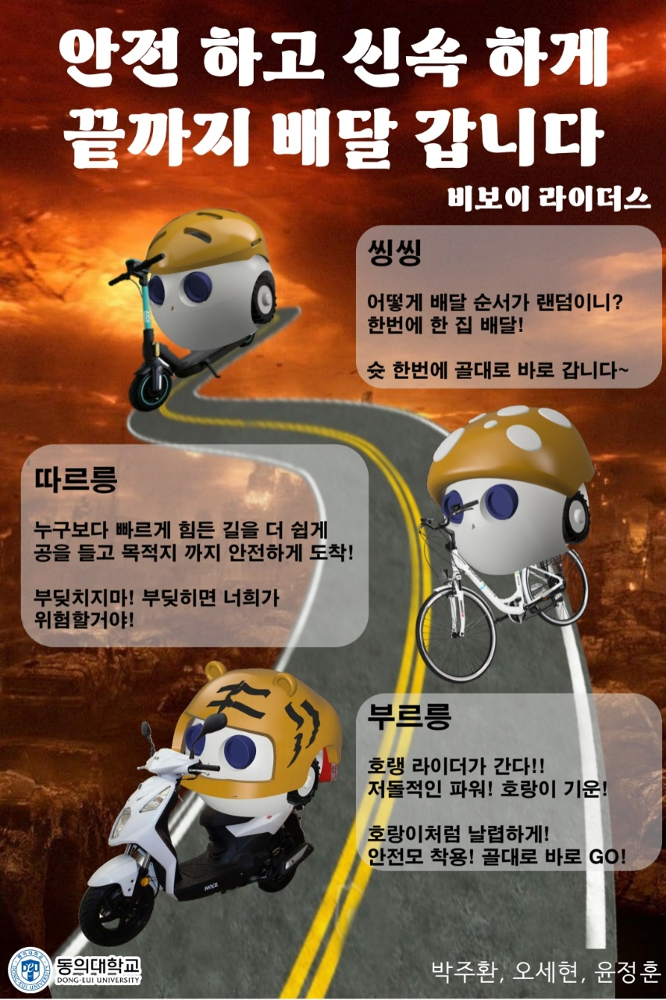 안전 하고 신속 하게
끝까지 배달 갑니다
비보이 라이더스
씽씽
어떻게 배달 순서가 랜덤이니?
한번에 한 집 배달!
슛 한번에 골대로 바로 갑니다~
따르릉
누구보다 빠르게 힘든 길을 더 쉽게
공을 들고 목적지 까지 안전하게 도착!
부딪치지마! 부딪히면 너희가
위험할거야!
부르릉
호랭 라이더가 간다!!
저돌적인 파워! 호랑이 기운!
호랑이처럼 날렵하게!
안전모 착용! 골대로 바로 GO!
동의대학교
DONG-EUI UNIVERSITY
박주환, 오세현, 윤정훈